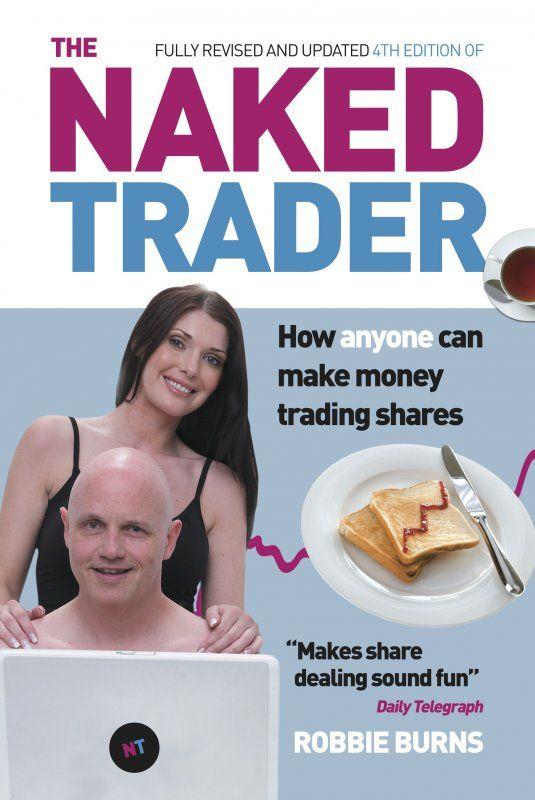 THE
FULLY REVISED AND UPDATED 4TH EDITION OF
NAKED
TRADER
How anyone can
make money
trading shares
“Makes share
dealing sound fun”
Daily Telegraph
ROBBIE BURNS
NT